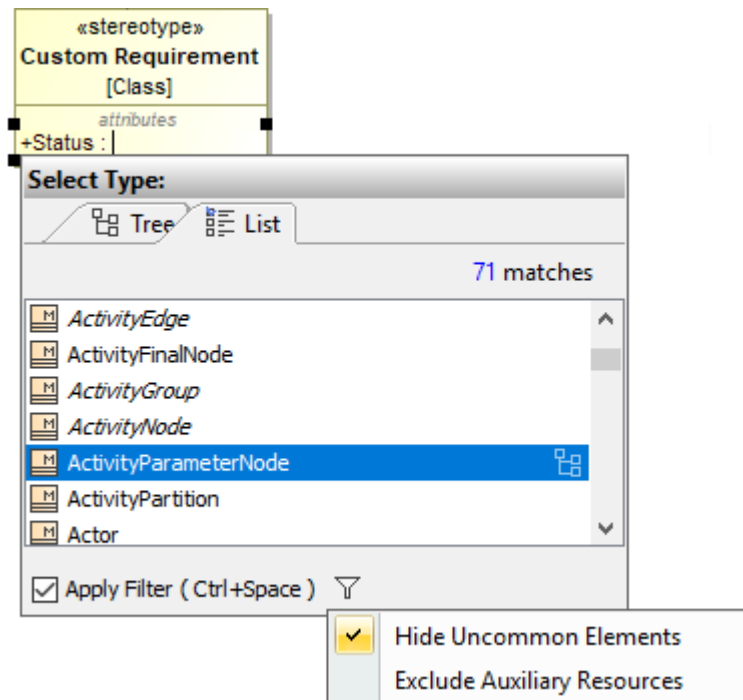 «stereotype»
Custom Requirement
[Class]
attributes
+Status :
Select Type:
Tree List
71 matches
ActivityEdge
ActivityFinalNode
ActivityGroup
ActivityNode
ActivityParameterNode
ActivityPartition
Actor
Apply Filter ( Ctrl+Space )
Hide Uncommon Elements
Exclude Auxiliary Resources